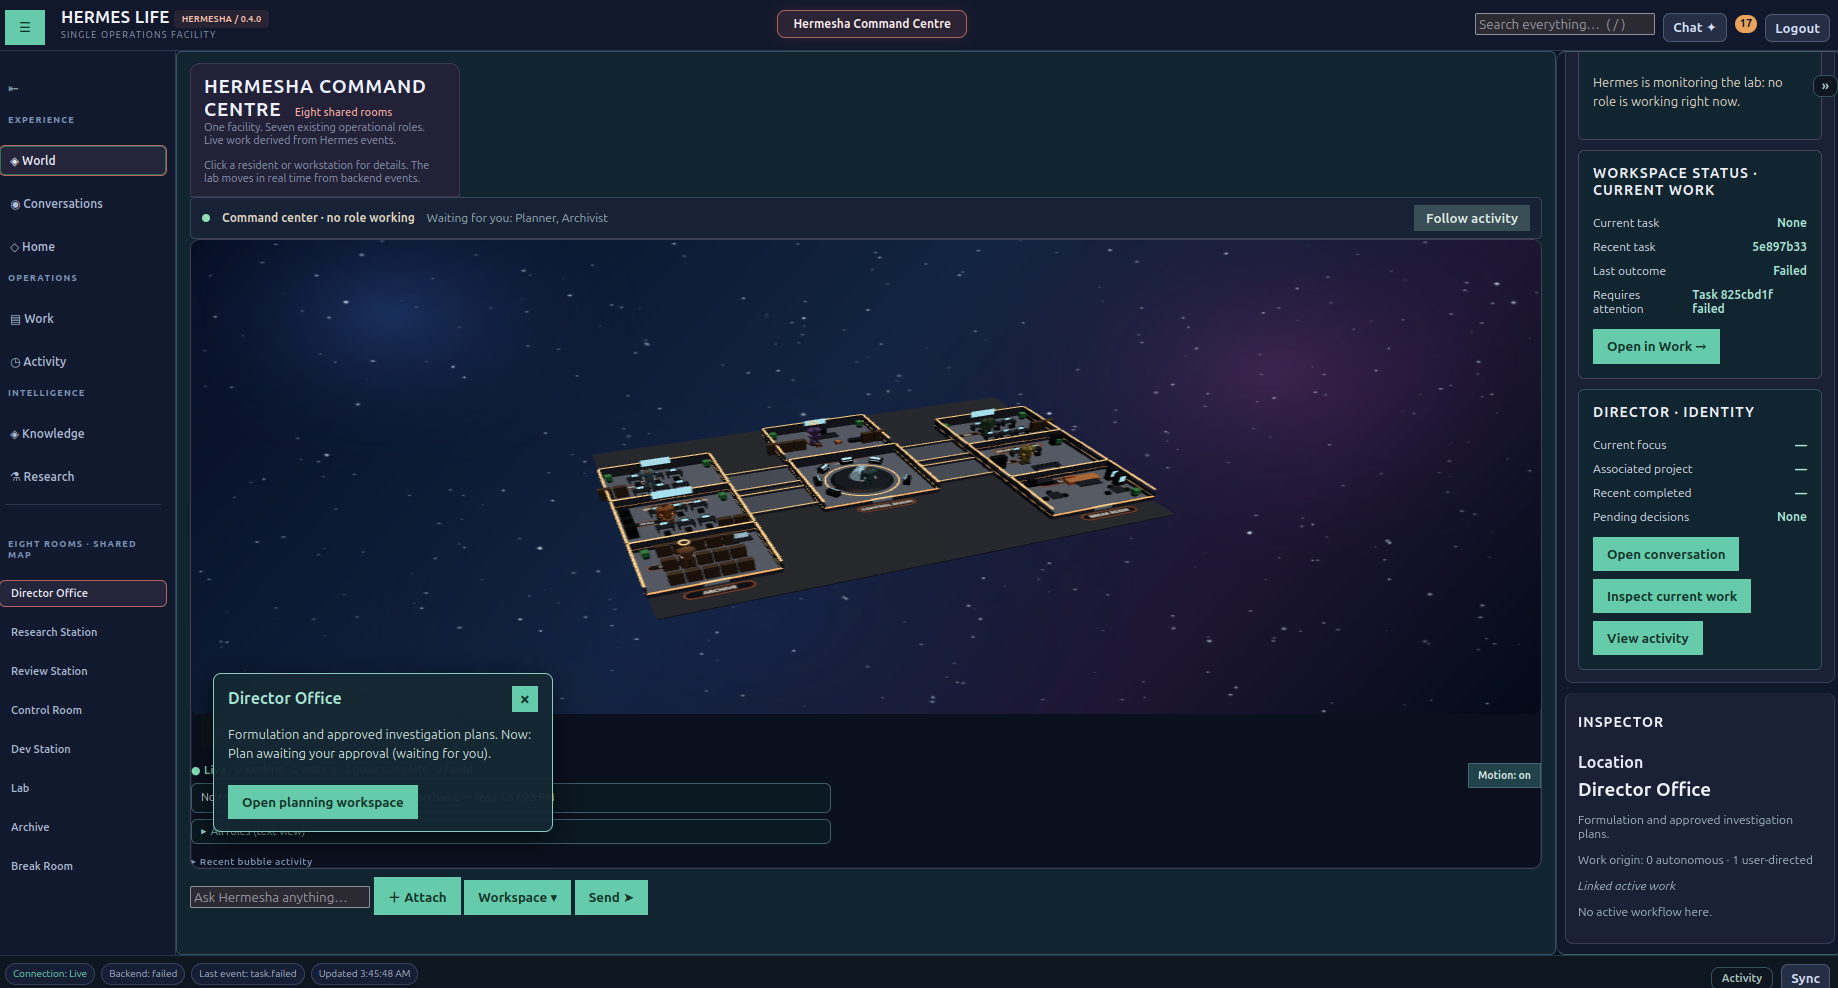 ☰
HERMES LIFE HERMESHA / 0.4.0
SINGLE OPERATIONS FACILITY
Hermesha Command Centre
Search everything... (/)
Chat ✦
17
Logout
⇤
EXPERIENCE
◈ World
◉ Conversations
◇ Home
OPERATIONS
▤ Work
◷ Activity
INTELLIGENCE
◈ Knowledge
⚗ Research
EIGHT ROOMS · SHARED
MAP
Director Office
Research Station
Review Station
Control Room
Dev Station
Lab
Archive
Break Room
HERMESHA COMMAND
CENTRE Eight shared rooms
One facility. Seven existing operational roles.
Live work derived from Hermes events.
Click a resident or workstation for details. The
lab moves in real time from backend events.
Command center · no role working Waiting for you: Planner, Archivist
Follow activity
ARCHIVE
Director Office
×
Formulation and approved investigation plans. Now:
Plan awaiting your approval (waiting for you).
Open planning workspace
Motion: on
▸ All roles (text view)
▸ Recent bubble activity
Ask Hermesha anything...
+ Attach
Workspace ▾
Send ➤
Hermes is monitoring the lab: no
role is working right now.
»
WORKSPACE STATUS ·
CURRENT WORK
Current task None
Recent task 5e897b33
Last outcome Failed
Requires attention Task 825cbd1f failed
Open in Work →
DIRECTOR · IDENTITY
Current focus —
Associated project —
Recent completed —
Pending decisions None
Open conversation
Inspect current work
View activity
INSPECTOR
Location
Director Office
Formulation and approved investigation
plans.
Work origin: 0 autonomous · 1 user-directed
Linked active work
No active workflow here.
Connection: Live
Backend: failed
Last event: task.failed
Updated 3:45:48 AM
Activity
Sync